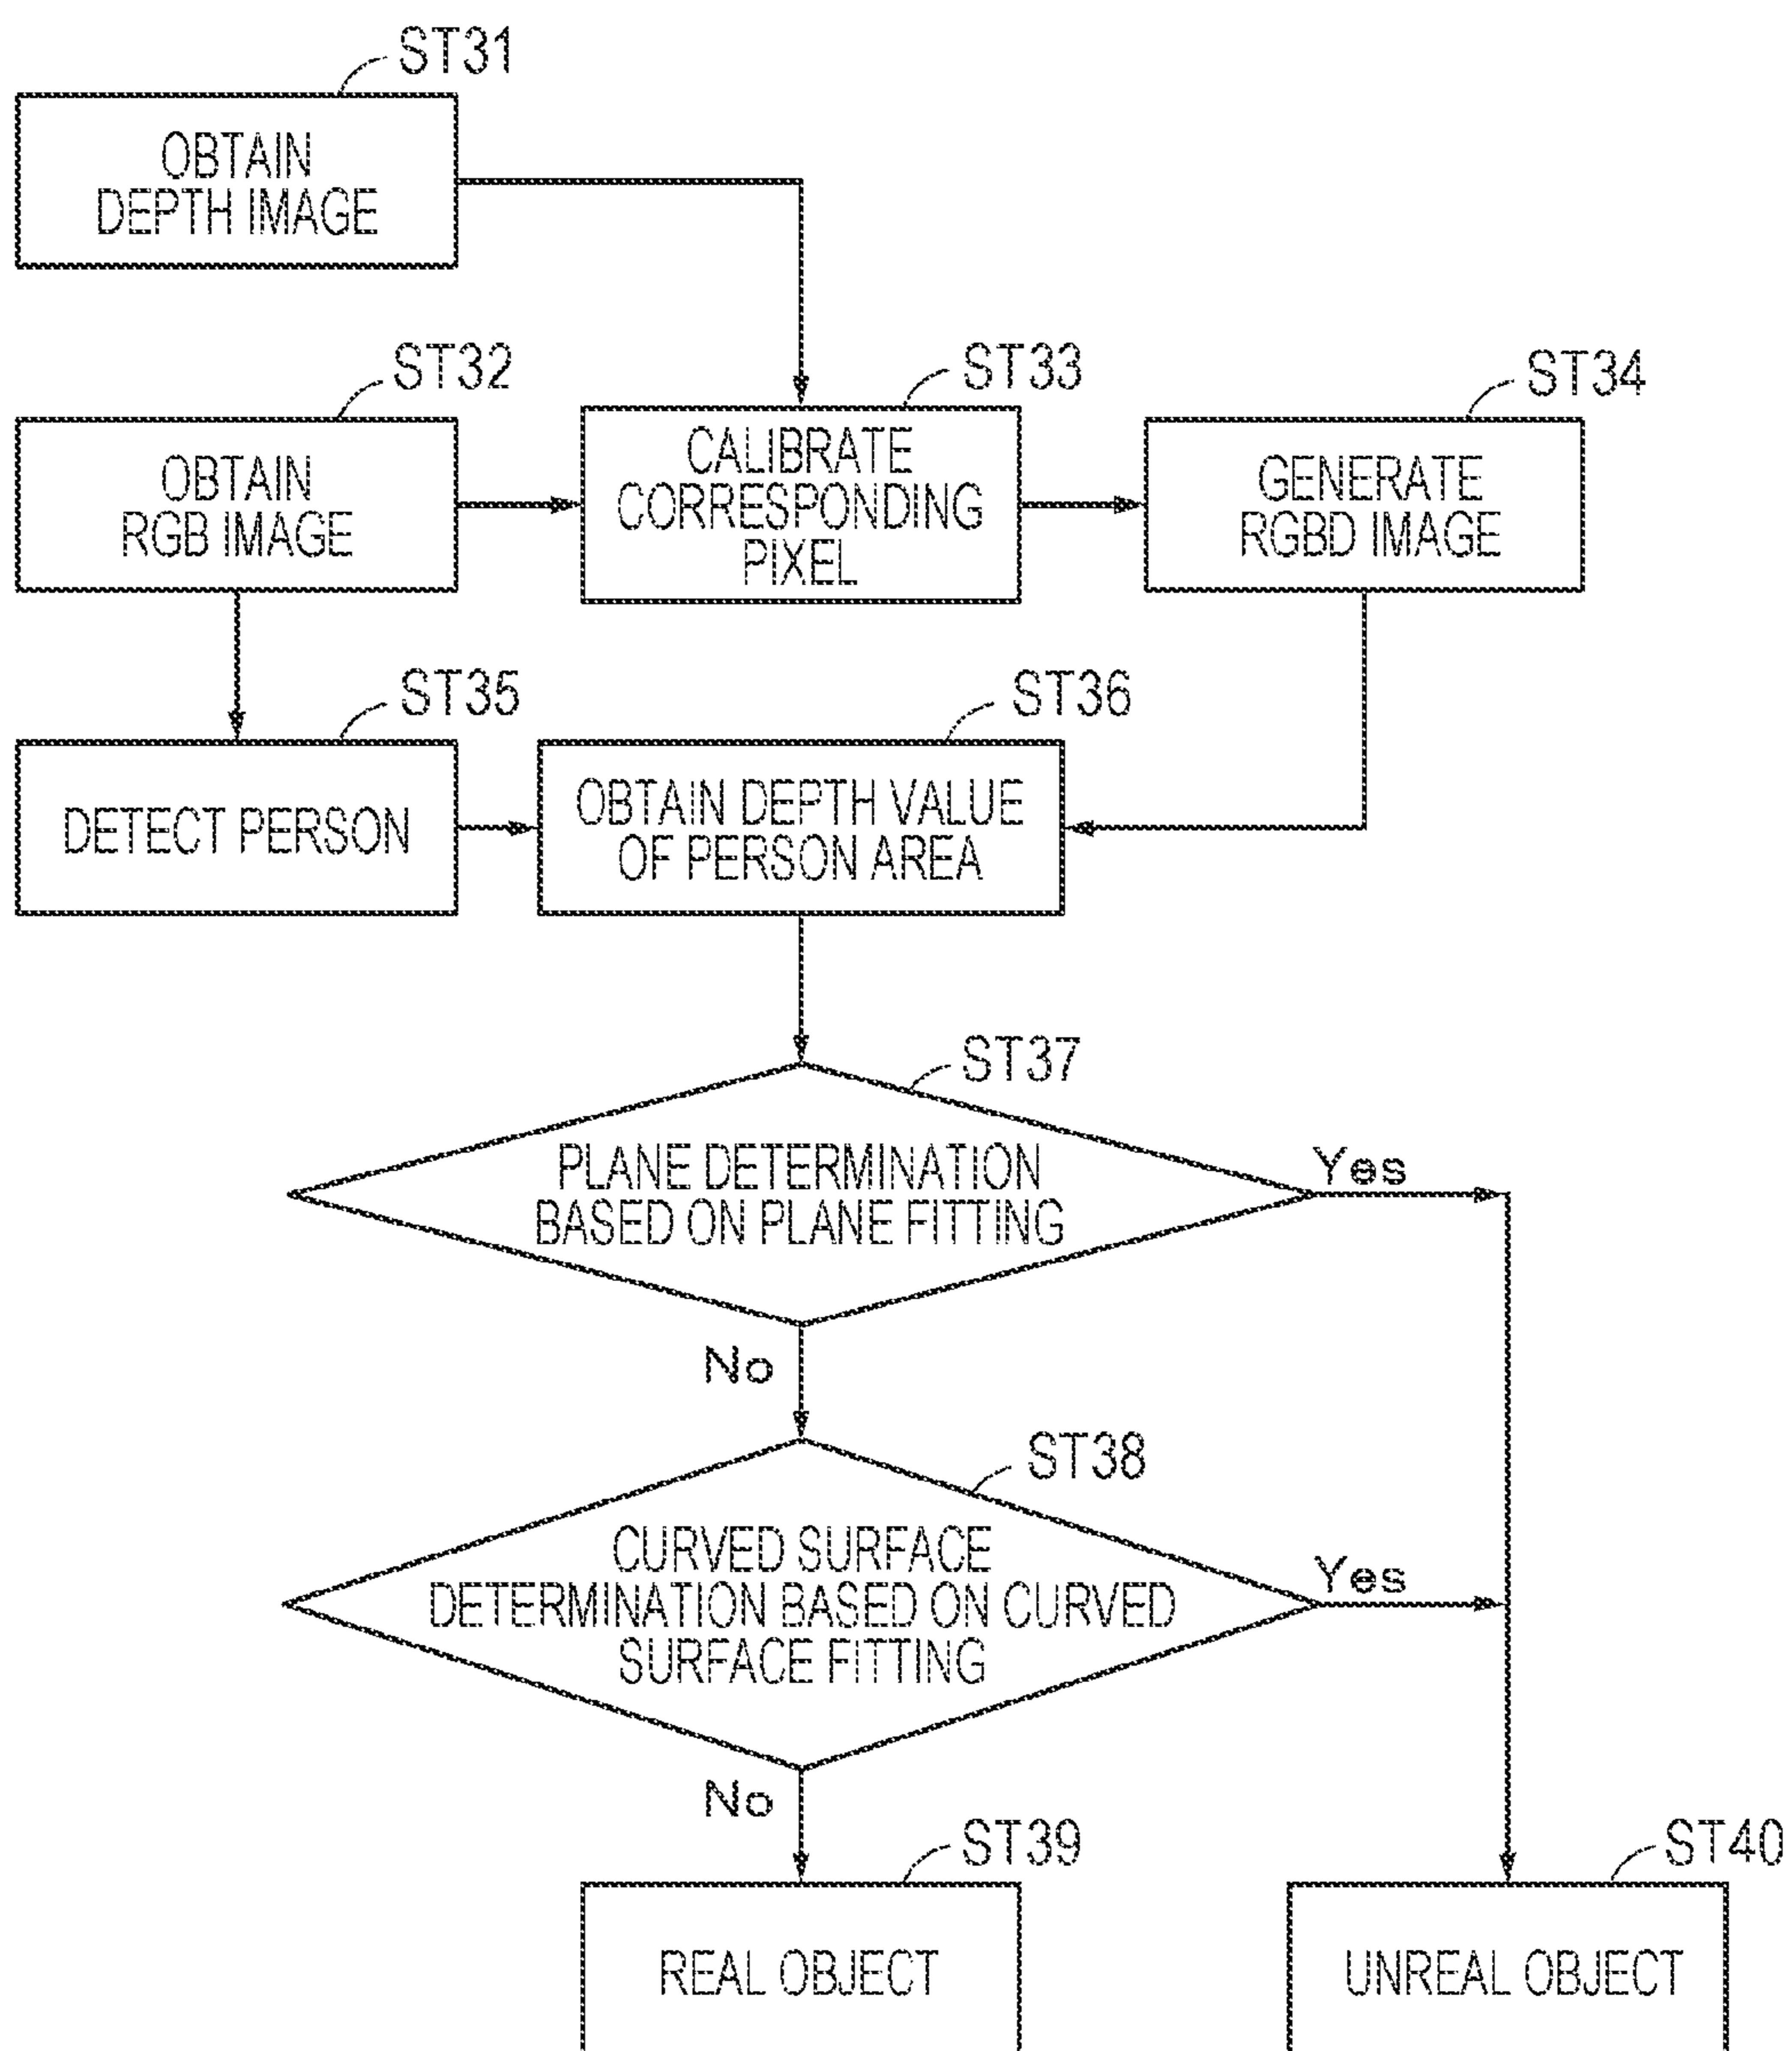 ST31
OBTAIN
DEPTH IMAGE
ST32
OBTAIN
RGB IMAGE
ST33
CALIBRATE
CORRESPONDING
PIXEL
ST34
GENERATE
RGBD IMAGE
ST35
DETECT PERSON
ST36
OBTAIN DEPTH VALUE
OF PERSON AREA
ST37
PLANE DETERMINATION
BASED ON PLANE FITTING
Yes
No
ST38
CURVED SURFACE
DETERMINATION BASED ON CURVED
SURFACE FITTING
Yes
No
ST39
REAL OBJECT
ST40
UNREAL OBJECT